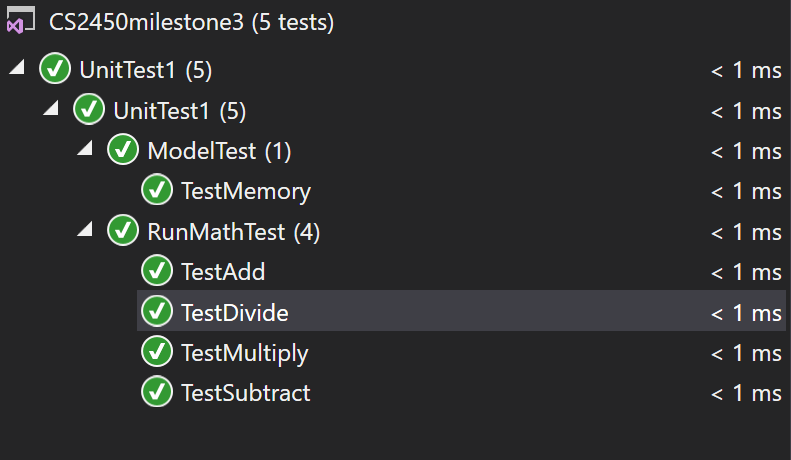 CS2450milestone3 (5 tests)
UnitTest1 (5) < 1 ms
UnitTest1 (5) < 1 ms
ModelTest (1) < 1 ms
TestMemory < 1 ms
RunMathTest (4) < 1 ms
TestAdd < 1 ms
TestDivide < 1 ms
TestMultiply < 1 ms
TestSubtract < 1 ms